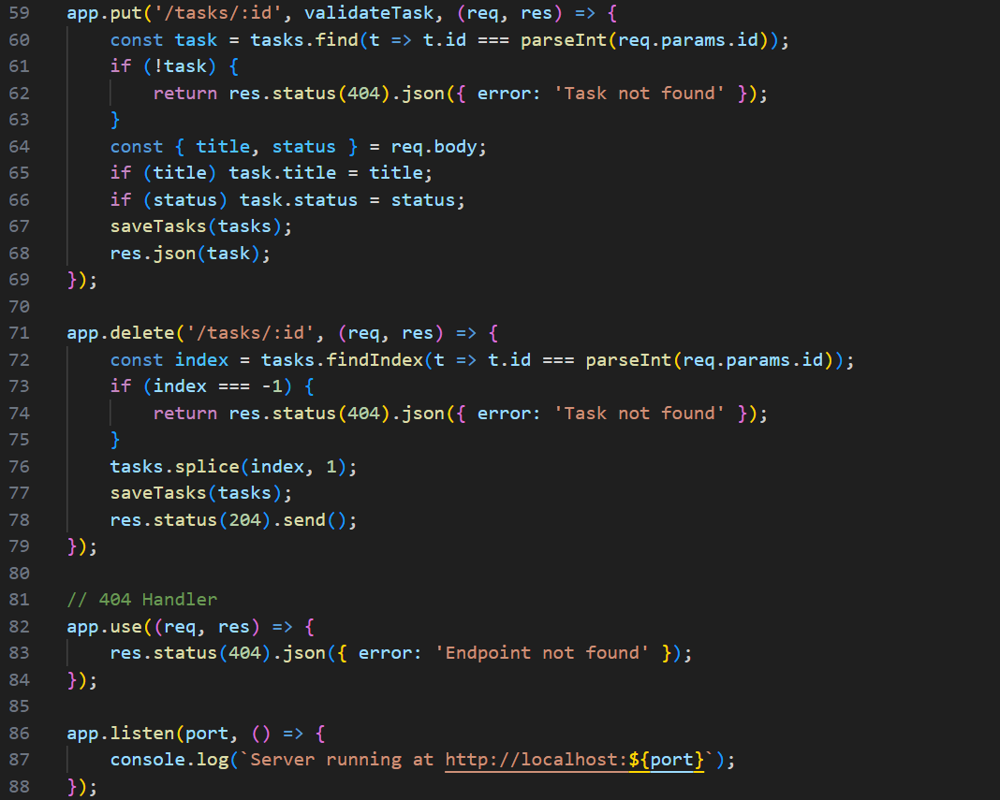 59 app.put('/tasks/:id', validateTask, (req, res) => {
60     const task = tasks.find(t => t.id === parseInt(req.params.id));
61     if (!task) {
62         return res.status(404).json({ error: 'Task not found' });
63     }
64     const { title, status } = req.body;
65     if (title) task.title = title;
66     if (status) task.status = status;
67     saveTasks(tasks);
68     res.json(task);
69 });
70
71 app.delete('/tasks/:id', (req, res) => {
72     const index = tasks.findIndex(t => t.id === parseInt(req.params.id));
73     if (index === -1) {
74         return res.status(404).json({ error: 'Task not found' });
75     }
76     tasks.splice(index, 1);
77     saveTasks(tasks);
78     res.status(204).send();
79 });
80
81 // 404 Handler
82 app.use((req, res) => {
83     res.status(404).json({ error: 'Endpoint not found' });
84 });
85
86 app.listen(port, () => {
87     console.log(`Server running at http://localhost:${port}`);
88 });